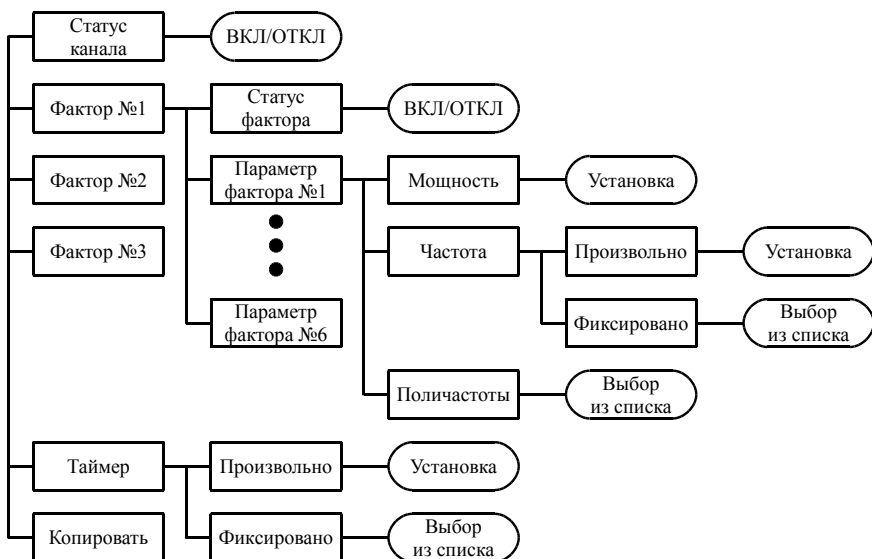 Статус
канала
ВКЛ/ОТКЛ
Фактор №1
Статус
фактора
ВКЛ/ОТКЛ
Фактор №2
Параметр
фактора №1
Мощность
Установка
Фактор №3
Частота
Произвольно
Установка
Параметр
фактора №6
Фиксировано
Выбор
из списка
Поличастоты
Выбор
из списка
Таймер
Произвольно
Установка
Копировать
Фиксировано
Выбор
из списка